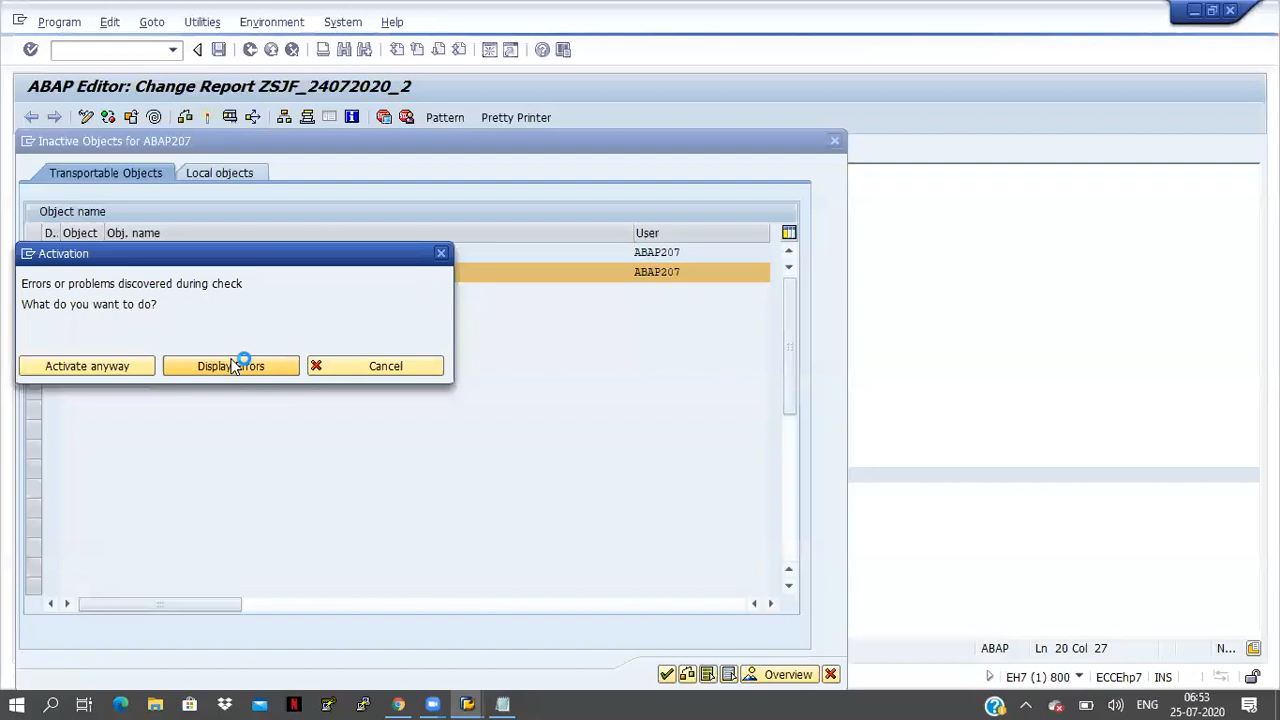 Program Edit Goto Utilities Environment System Help
ABAP Editor: Change Report ZSJF_24072020_2
Pattern Pretty Printer
Inactive Objects for ABAP207
Transportable Objects Local objects
Object name
D.. Object Obj. name User
ABAP207
ABAP207
Activation
Errors or problems discovered during check
What do you want to do?
Activate anyway Display Errors Cancel
Overview
ABAP Ln 20 Col 27 N...
EH7 (1) 800 ECCEhp7 INS
ENG 06:53
25-07-2020